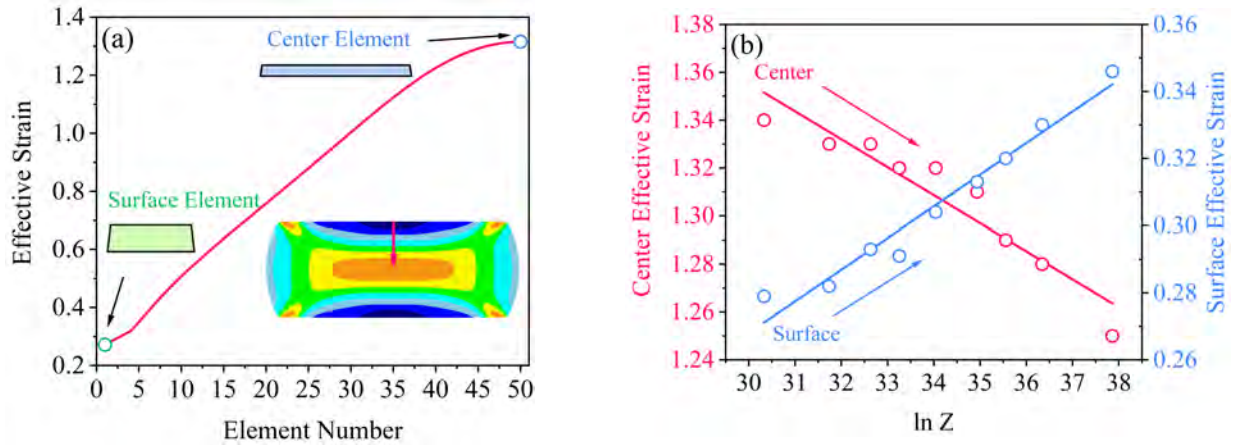 (a)
Center Element
Surface Element
Effective Strain
1.4
1.2
1.0
0.8
0.6
0.4
0.2
0 5 10 15 20 25 30 35 40 45 50
Element Number
(b)
Center
Surface
Center Effective Strain
1.38
1.36
1.34
1.32
1.30
1.28
1.26
1.24
Surface Effective Strain
0.36
0.34
0.32
0.30
0.28
0.26
30 31 32 33 34 35 36 37 38
ln Z